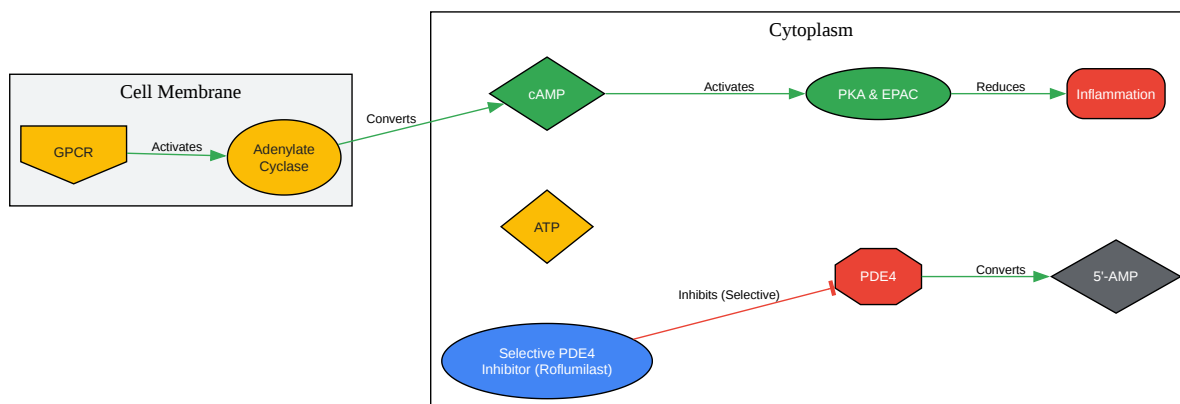 Cytoplasm
Cell Membrane
GPCR
Activates
Adenylate
Cyclase
Converts
cAMP
Activates
PKA & EPAC
Reduces
Inflammation
ATP
PDE4
Converts
5'-AMP
Inhibits (Selective)
Selective PDE4
Inhibitor (Roflumilast)